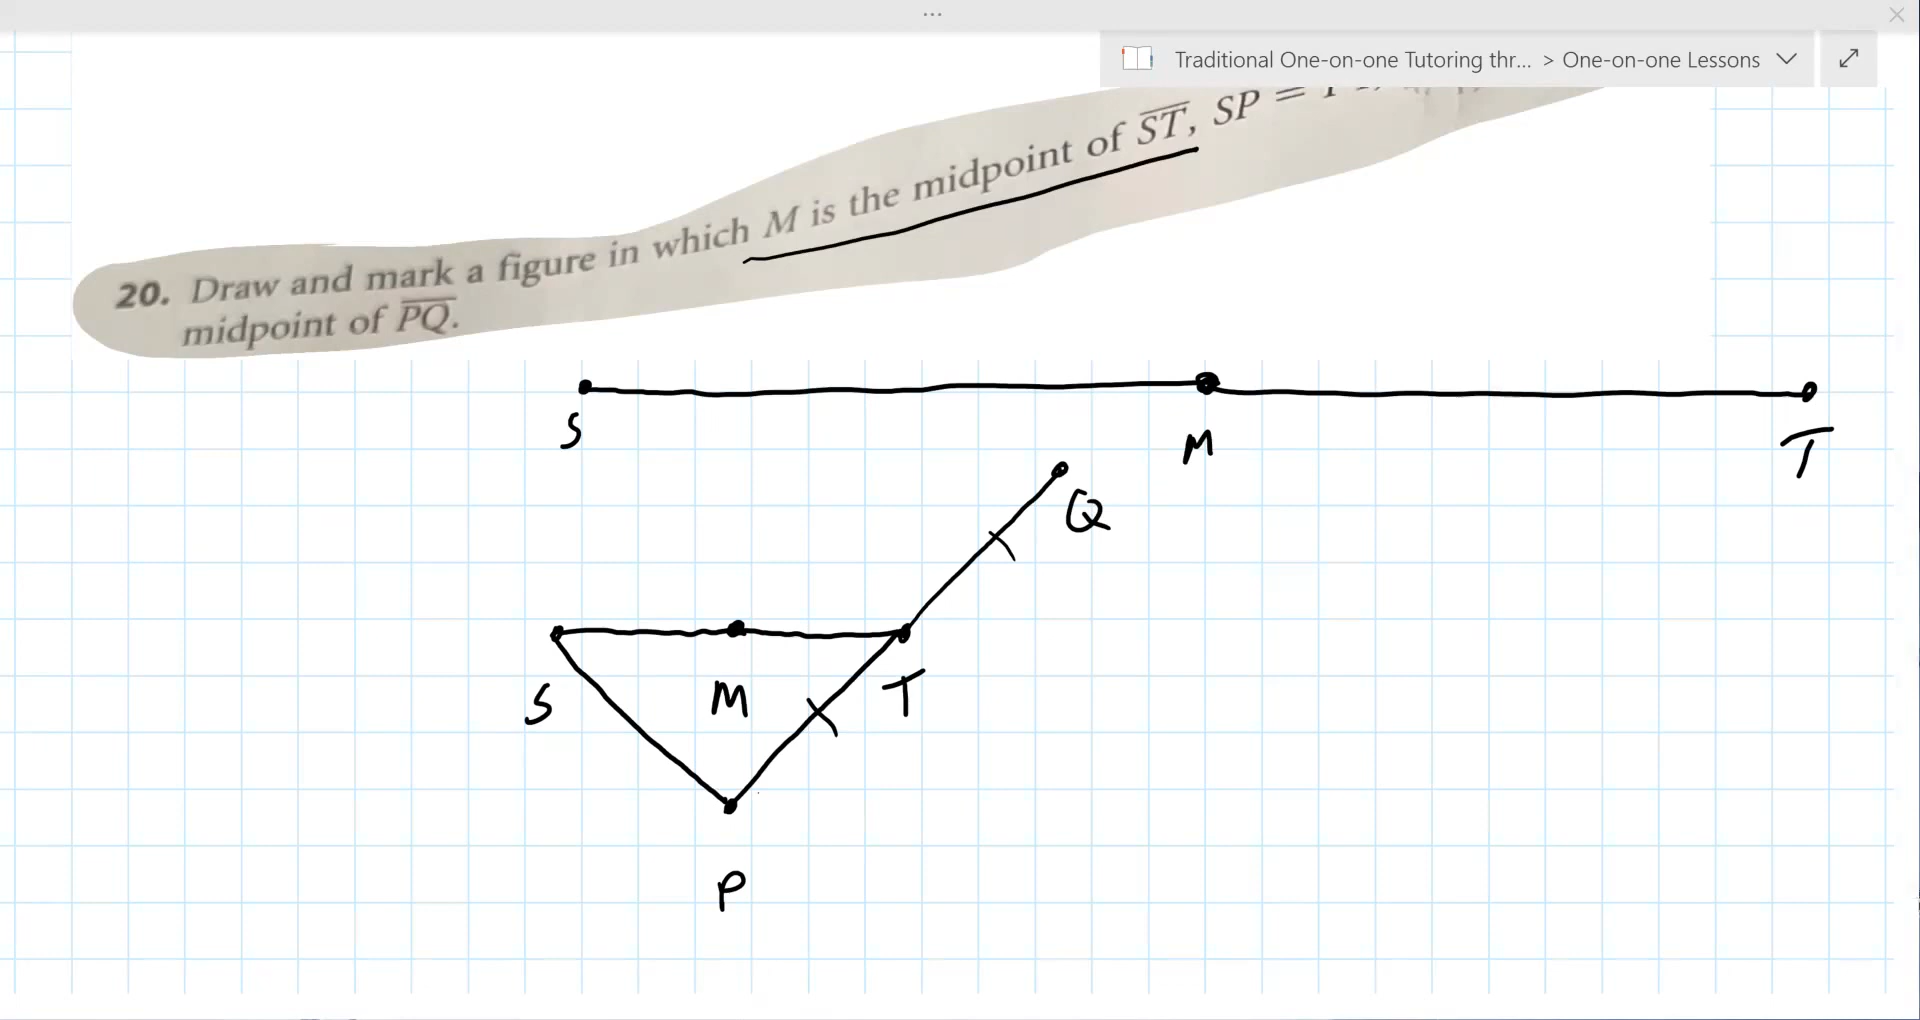 ...
Traditional One-on-one Tutoring thr... > One-on-one Lessons
20. Draw and mark a figure in which M is the midpoint of ST, SP =
midpoint of PQ.
S M T
Q
S M T
P